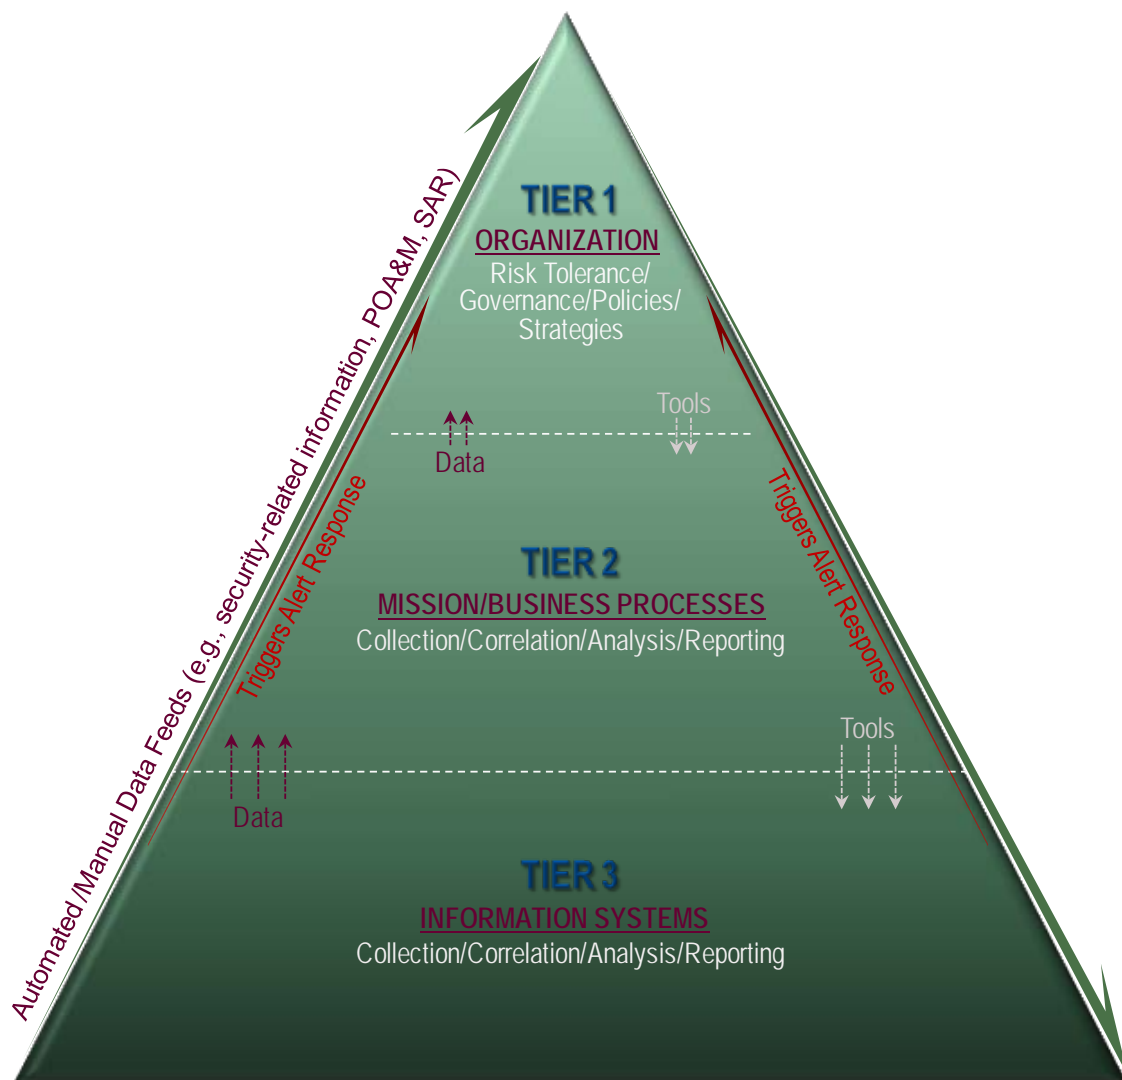 TIER 1
ORGANIZATION
Risk Tolerance/
Governance/Policies/
Strategies
Automated /Manual Data Feeds (e.g., security-related information, POA&M, SAR)
Tools
Data
Triggers Alert Response
Triggers Alert Response
TIER 2
MISSION/BUSINESS PROCESSES
Collection/Correlation/Analysis/Reporting
Tools
Data
TIER 3
INFORMATION SYSTEMS
Collection/Correlation/Analysis/Reporting